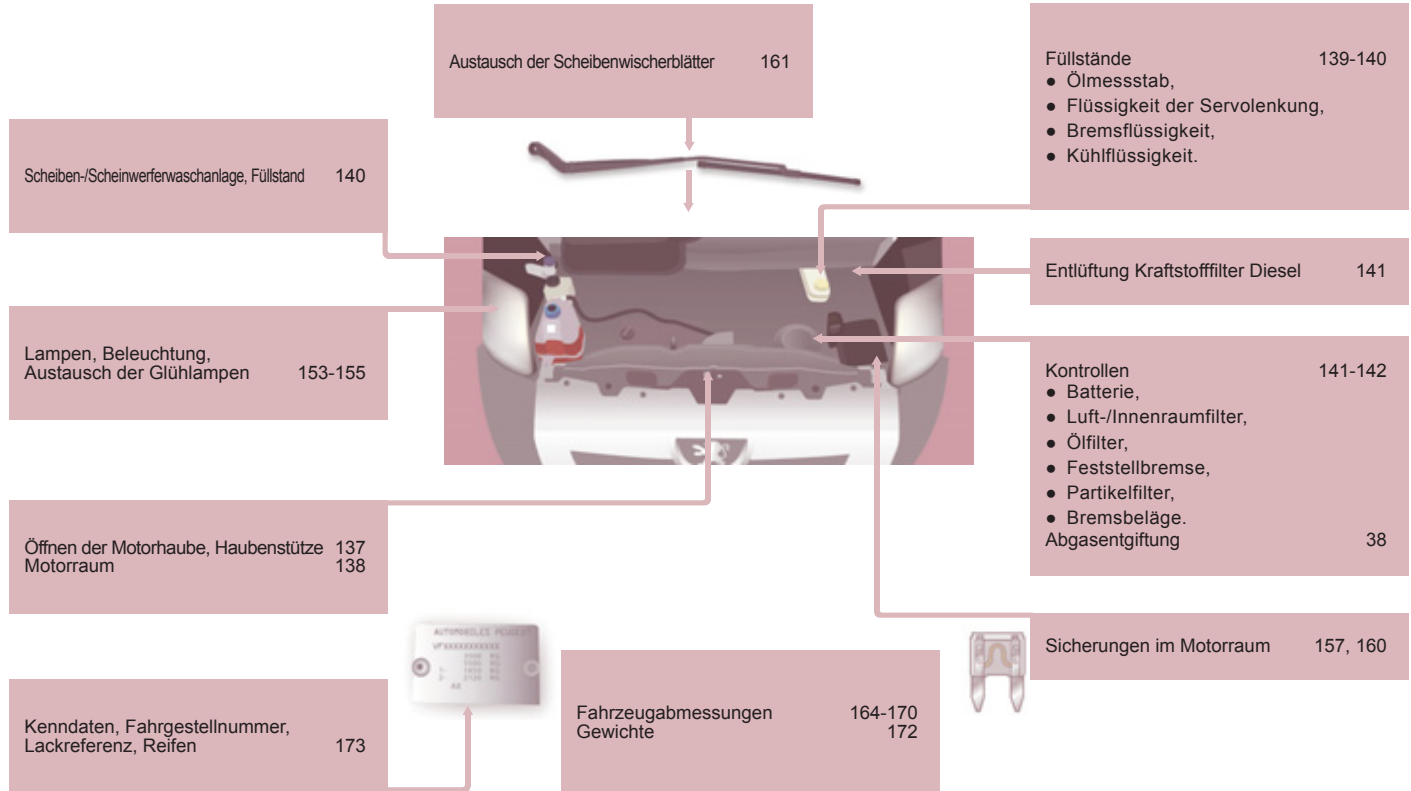 Austausch der Scheibenwischerblätter 161
Füllstände 139-140
● Ölmessstab,
● Flüssigkeit der Servolenkung,
● Bremsflüssigkeit,
● Kühlflüssigkeit.
Scheiben-/Scheinwerferwaschanlage, Füllstand 140
Entlüftung Kraftstofffilter Diesel 141
Lampen, Beleuchtung,
Austausch der Glühlampen 153-155
Kontrollen 141-142
● Batterie,
● Luft-/Innenraumfilter,
● Ölfilter,
● Feststellbremse,
● Partikelfilter,
● Bremsbeläge.
Abgasentgiftung 38
Öffnen der Motorhaube, Haubenstütze 137
Motorraum 138
Sicherungen im Motorraum 157, 160
AUTOMOBILES PEUGEOT
Kenndaten, Fahrgestellnummer,
Lackreferenz, Reifen 173
Fahrzeugabmessungen 164-170
Gewichte 172